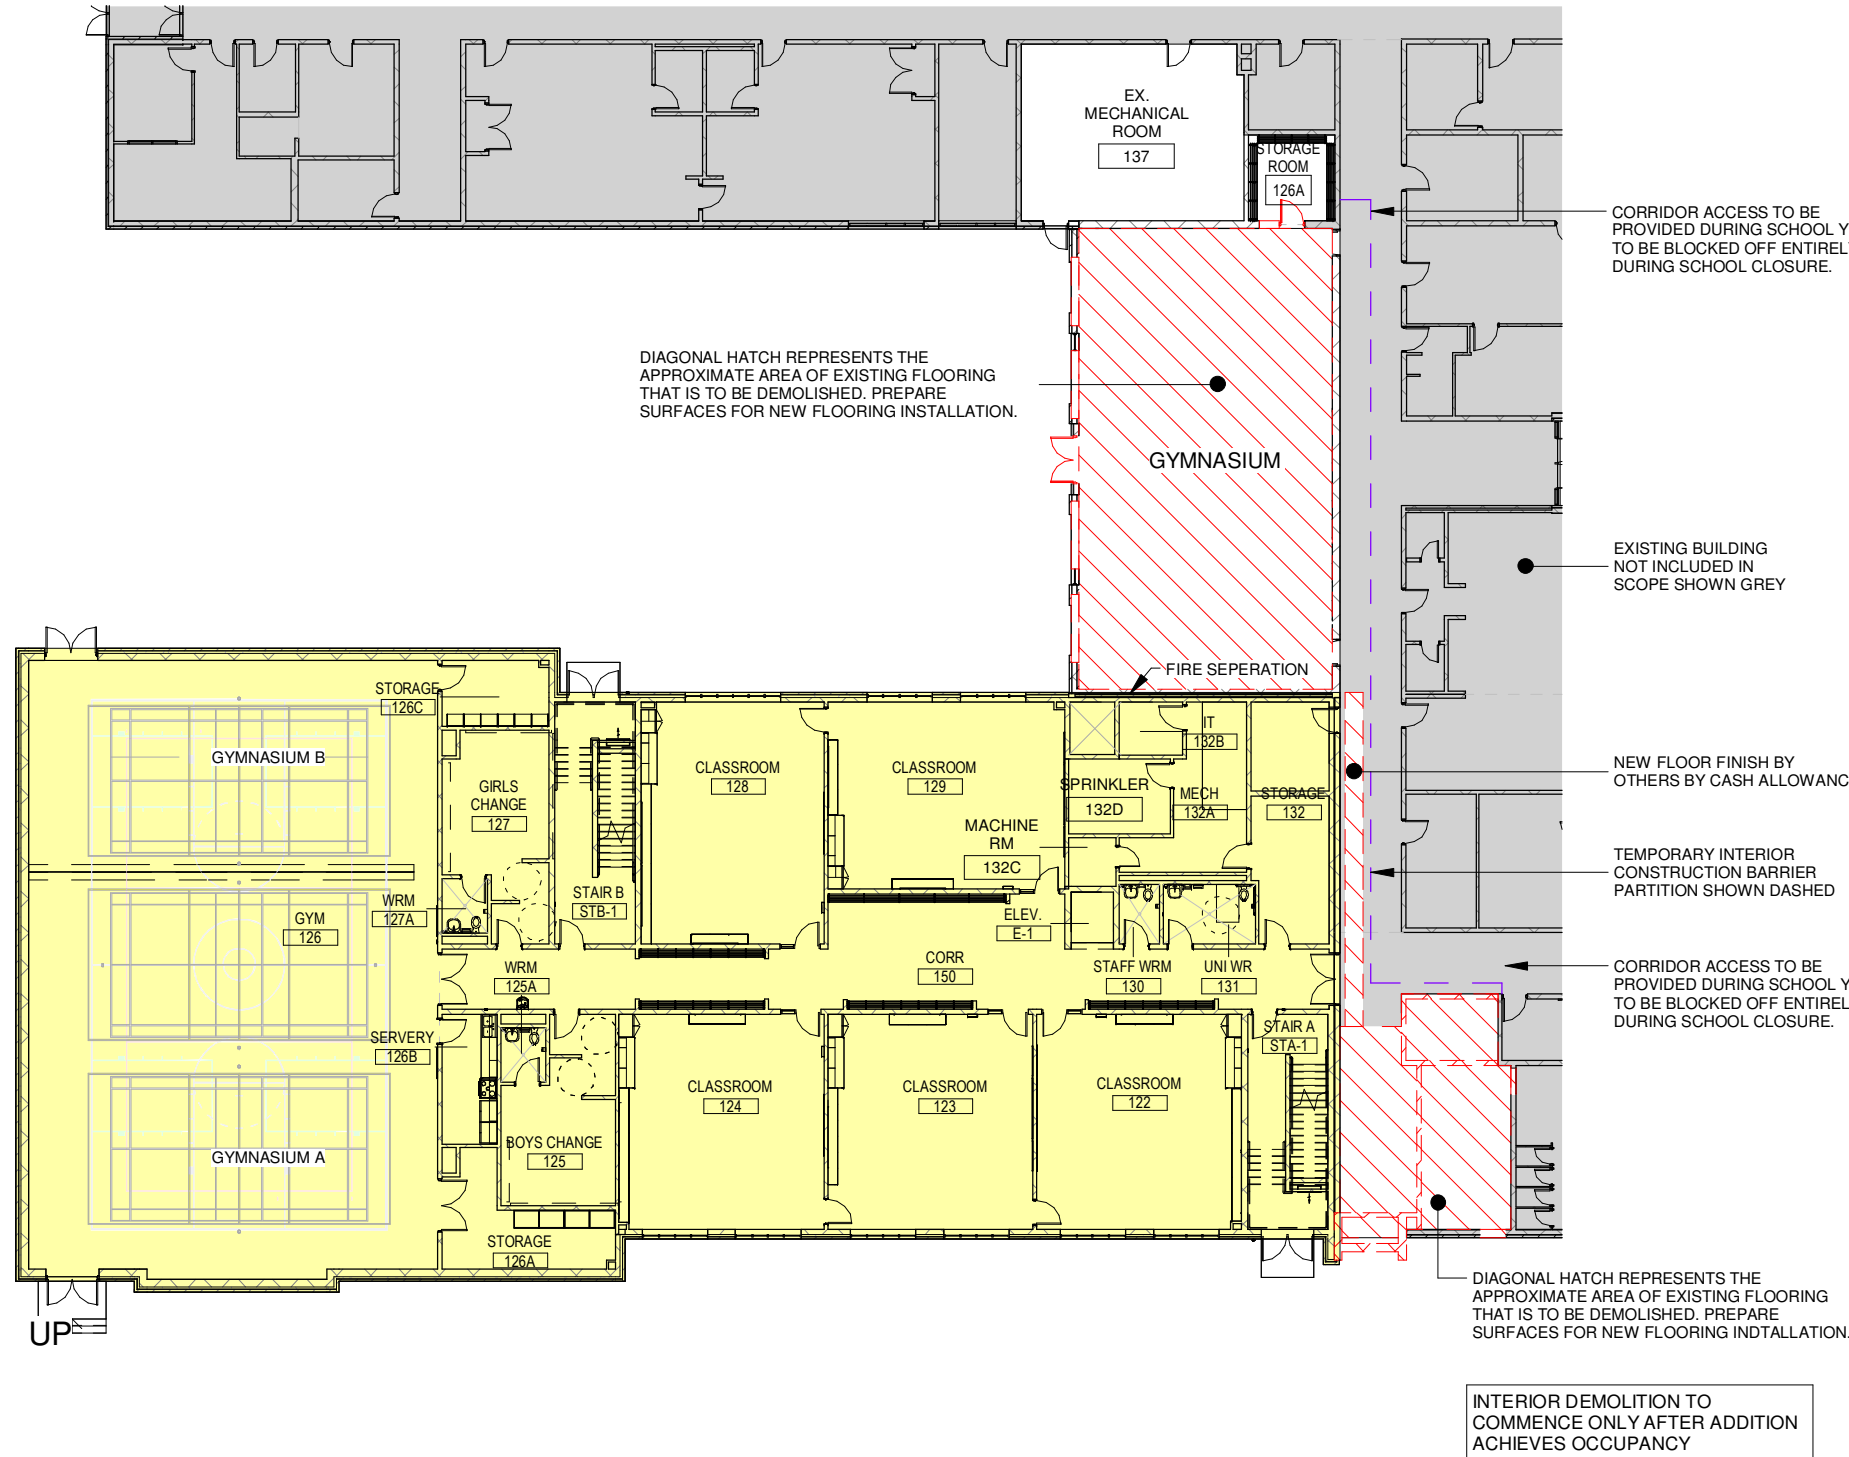 EX.
MECHANICAL
ROOM
137
STORAGE
ROOM
126A
CORRIDOR ACCESS TO BE
PROVIDED DURING SCHOOL Y
TO BE BLOCKED OFF ENTIREL
DURING SCHOOL CLOSURE.
DIAGONAL HATCH REPRESENTS THE
APPROXIMATE AREA OF EXISTING FLOORING
THAT IS TO BE DEMOLISHED. PREPARE
SURFACES FOR NEW FLOORING INSTALLATION.
GYMNASIUM
EXISTING BUILDING
NOT INCLUDED IN
SCOPE SHOWN GREY
FIRE SEPERATION
STORAGE
126C
GYMNASIUM B
GIRLS
CHANGE
127
CLASSROOM
128
CLASSROOM
129
IT
132B
SPRINKLER
132D
MECH
132A
STORAGE
132
NEW FLOOR FINISH BY
OTHERS BY CASH ALLOWANC
MACHINE
RM
132C
TEMPORARY INTERIOR
CONSTRUCTION BARRIER
PARTITION SHOWN DASHED
STAIR B
STB-1
WRM
127A
GYM
126
ELEV.
E-1
WRM
125A
CORR
150
STAFF WRM
130
UNI WR
131
CORRIDOR ACCESS TO BE
PROVIDED DURING SCHOOL Y
TO BE BLOCKED OFF ENTIREL
DURING SCHOOL CLOSURE.
SERVERY
126B
STAIR A
STA-1
CLASSROOM
124
CLASSROOM
123
CLASSROOM
122
BOYS CHANGE
125
GYMNASIUM A
STORAGE
126A
DIAGONAL HATCH REPRESENTS THE
APPROXIMATE AREA OF EXISTING FLOORING
THAT IS TO BE DEMOLISHED. PREPARE
SURFACES FOR NEW FLOORING INDTALLATION.
UP
INTERIOR DEMOLITION TO
COMMENCE ONLY AFTER ADDITION
ACHIEVES OCCUPANCY